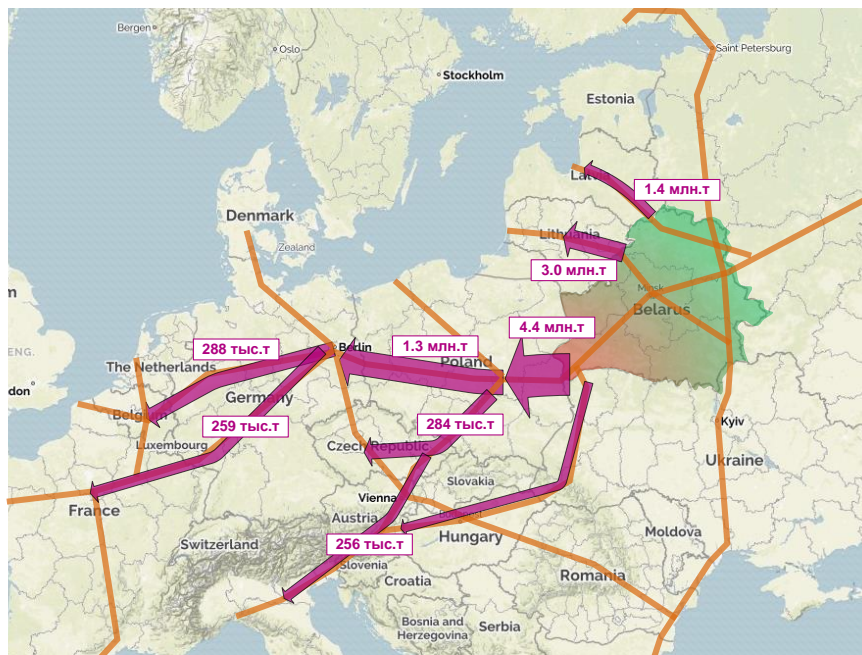 Bergen
Oslo
Saint Petersburg
Stockholm
Estonia
1.4 млн.т
Denmark
Lithuania
Zealand
3.0 млн.т
m
Minsk
Belarus
4.4 млн.т
ENG.
288 тыс.т
1.3 млн.т
Berlin
Poland
The Netherlands
don
Germany
Belgium
259 тыс.т
284 тыс.т
Kyiv
Luxembourg
Czech Republic
Ukraine
Slovakia
Vienna
France
Austria
Moldova
Hungary
Switzerland
256 тыс.т
Slovenia
Romania
Croatia
Bosnia and
Herzegovina
Serbia